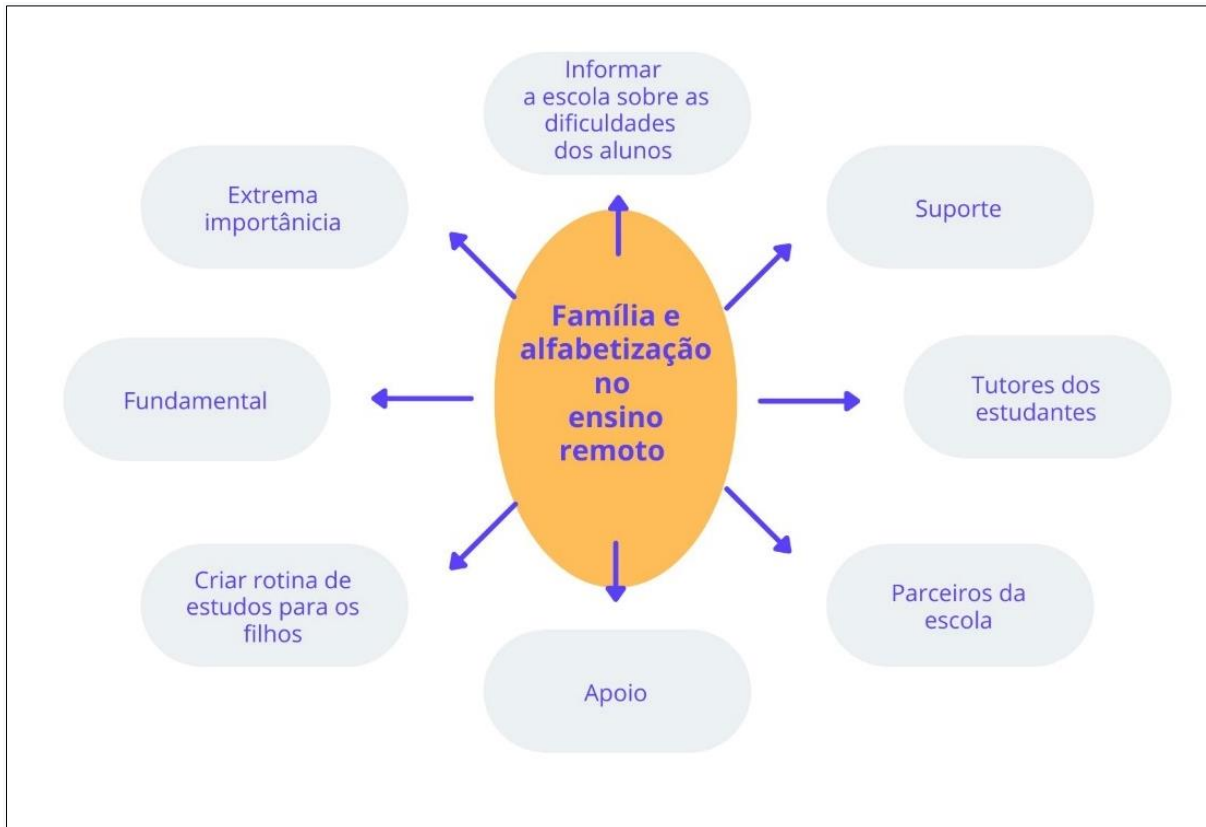 Informar
a escola sobre as
dificuldades
dos alunos
Extrema
importânicia
Suporte
Família e
alfabetização
no
ensino
remoto
Fundamental
Tutores dos
estudantes
Criar rotina de
estudos para os
filhos
Parceiros da
escola
Apoio